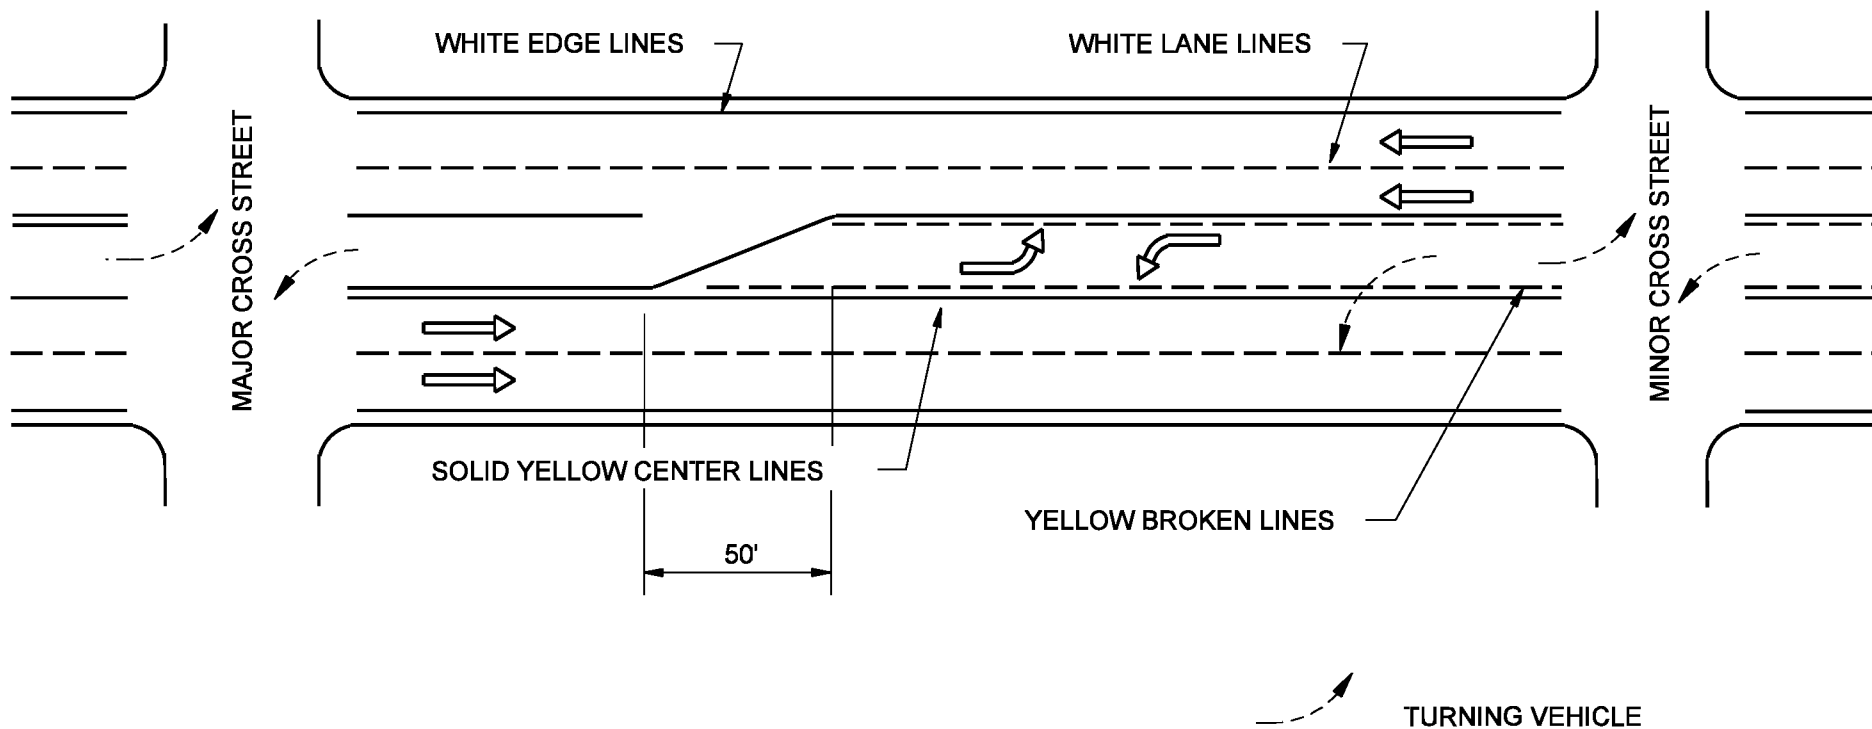 WHITE EDGE LINES
WHITE LANE LINES
MAJOR CROSS STREET
MINOR CROSS STREET
SOLID YELLOW CENTER LINES
YELLOW BROKEN LINES
50'
TURNING VEHICLE